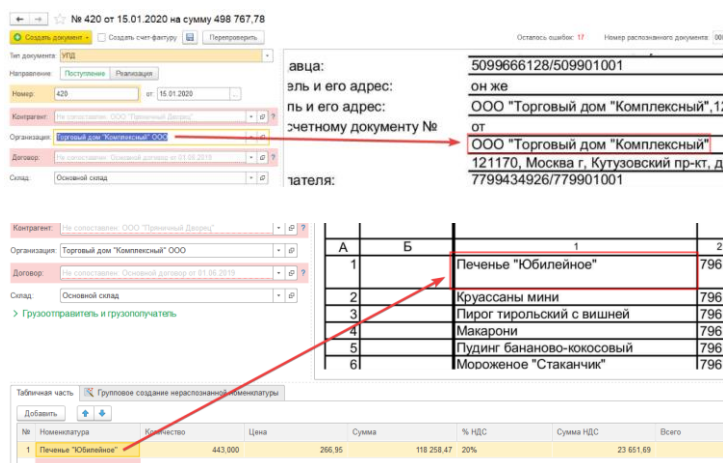 № 420 от 15.01.2020 на сумму 498 767,78
Создать документ Создать счет-фактуру Перепроверить Осталось ошибок: 17 Номер распознанного документа: 00
Тип документа: УПД
Направление: Поступление Реализация
Номер: 420 от: 15.01.2020 ...
Контрагент: Не сопоставлен: ООО "Пряничный Дворец" ?
Организация: Торговый дом "Комплексный" ООО
Договор: Не сопоставлен: Основной договор от 01.06.2019 ?
Склад: Основной склад
авца: 5099666128/509901001
ель и его адрес: он же
ль и его адрес: ООО "Торговый дом "Комплексный",12
счетному документу № от
ООО "Торговый дом "Комплексный"
121170, Москва г, Кутузовский пр-кт, д
пателя: 7799434926/779901001
Контрагент: Не сопоставлен: ООО "Пряничный Дворец" ?
Организация: Торговый дом "Комплексный" ООО
Договор: Не сопоставлен: Основной договор от 01.06.2019 ?
Склад: Основной склад
Грузоотправитель и грузополучатель
А Б 1 2
1 Печенье "Юбилейное" 796
2 Круассаны мини 796
3 Пирог тирольский с вишней 796
4 Макарони 796
5 Пудинг бананово-кокосовый 796
6 Мороженое "Стаканчик" 796
Табличная часть Групповое создание нераспознанной номенклатуры
Добавить
№ Номенклатура Количество Цена Сумма % НДС Сумма НДС Всего
1 Печенье "Юбилейное" 443,000 266,95 118 258,47 20% 23 651,69